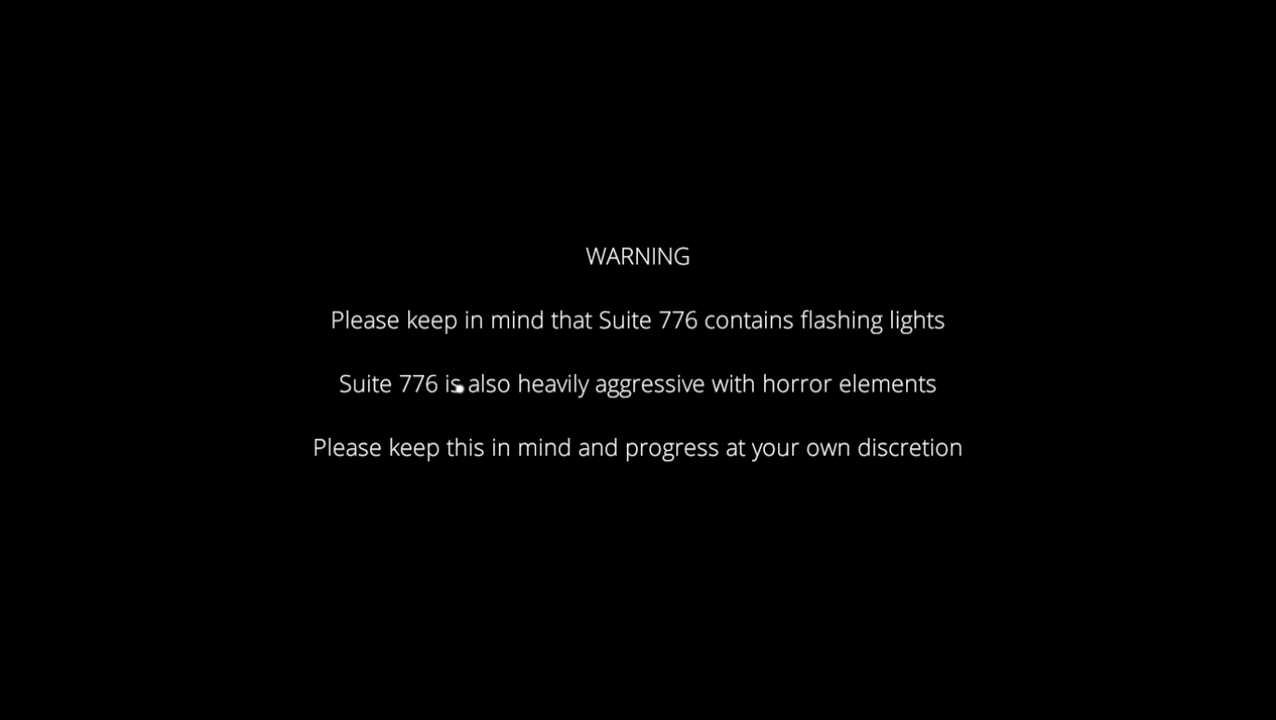 WARNING
Please keep in mind that Suite 776 contains flashing lights
Suite 776 is also heavily aggressive with horror elements
Please keep this in mind and progress at your own discretion